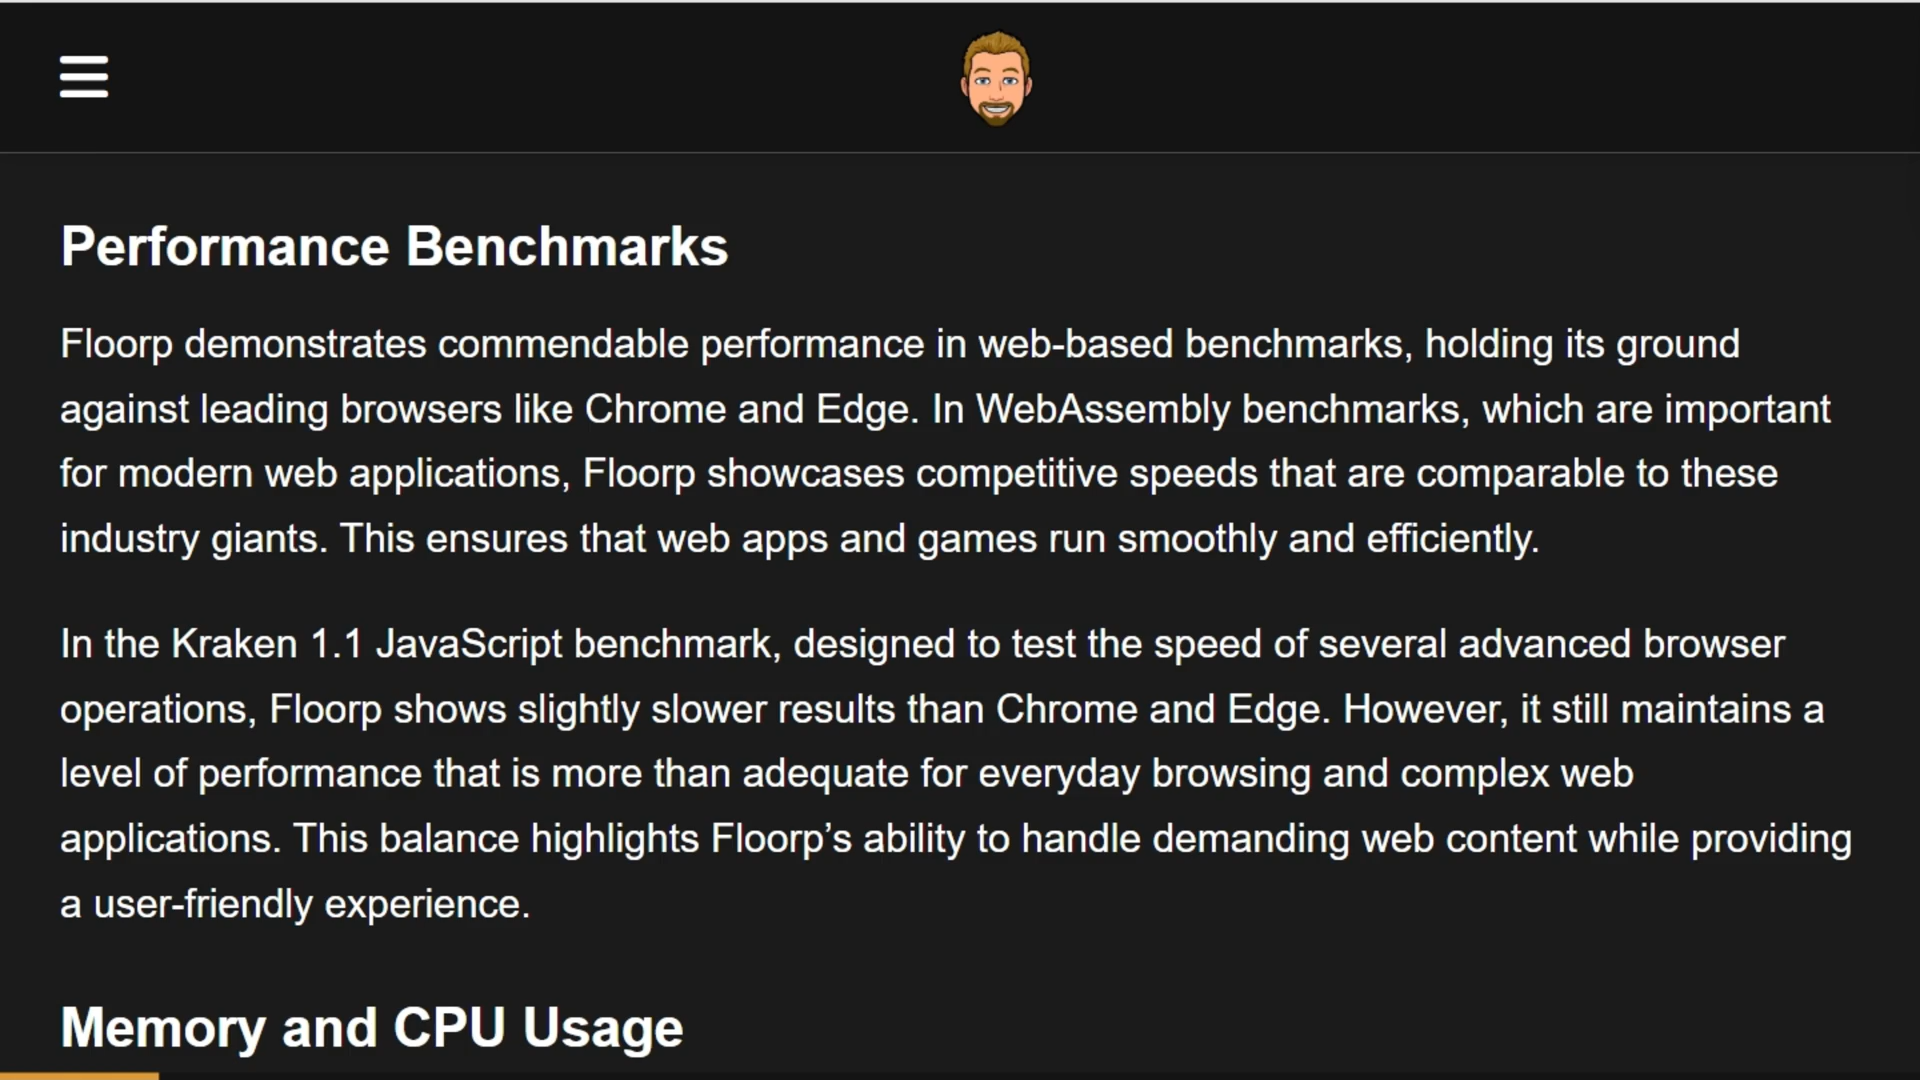 Performance Benchmarks
Floorp demonstrates commendable performance in web-based benchmarks, holding its ground
against leading browsers like Chrome and Edge. In WebAssembly benchmarks, which are important
for modern web applications, Floorp showcases competitive speeds that are comparable to these
industry giants. This ensures that web apps and games run smoothly and efficiently.
In the Kraken 1.1 JavaScript benchmark, designed to test the speed of several advanced browser
operations, Floorp shows slightly slower results than Chrome and Edge. However, it still maintains a
level of performance that is more than adequate for everyday browsing and complex web
applications. This balance highlights Floorp’s ability to handle demanding web content while providing
a user-friendly experience.
Memory and CPU Usage